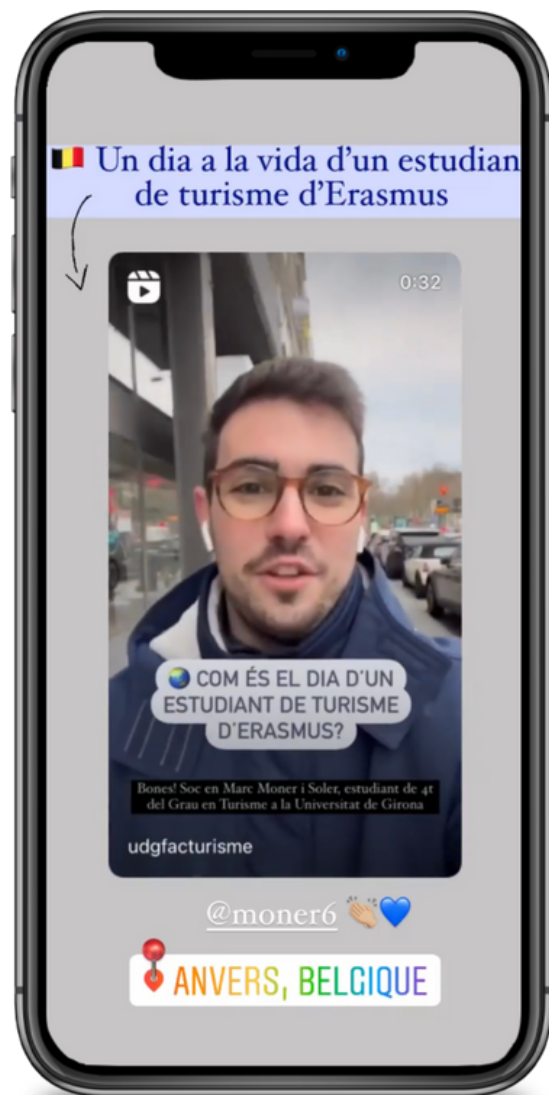 Un dia a la vida d'un estudian
de turisme d'Erasmus
0:32
COM ÉS EL DIA D'UN
ESTUDIANT DE TURISME
D'ERASMUS?
Bones! Soc en Marc Moner i Soler, estudiant de 4t
del Grau en Turisme a la Universitat de Girona
udgfacturisme
@moner6
ANVERS, BELGIQUE